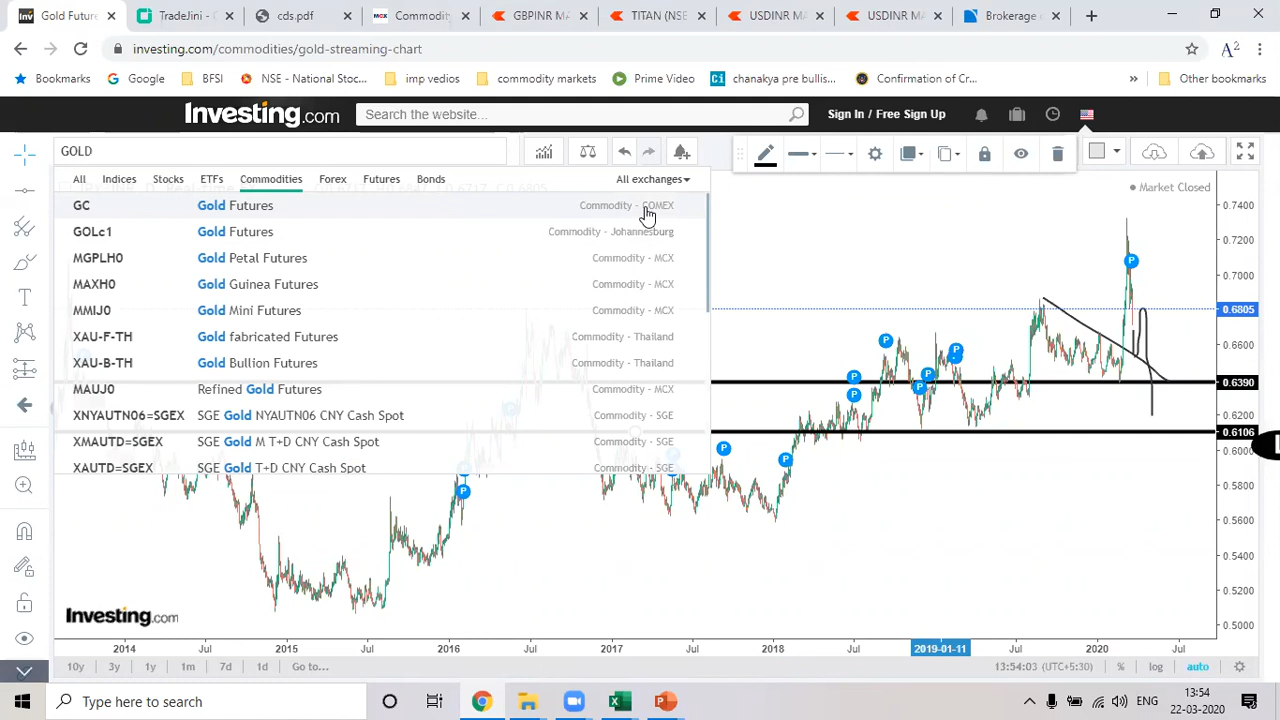 Gold Futures
TradeJini - C
cds.pdf
Commodity
GBPINR MA
TITAN (NSE
USDINR MA
USDINR MA
Brokerage c
investing.com/commodities/gold-streaming-chart
Bookmarks
Google
BFSI
NSE - National Stoc...
imp vedios
commodity markets
Prime Video
chanakya pre bullis...
Confirmation of Cr...
Other bookmarks
Investing.com
Search the website...
Sign In / Free Sign Up
GOLD
All
Indices
Stocks
ETFs
Commodities
Forex
Futures
Bonds
All exchanges
Market Closed
GC Gold Futures Commodity - COMEX
GOLc1 Gold Futures Commodity - Johannesburg
MGPLH0 Gold Petal Futures Commodity - MCX
MAXH0 Gold Guinea Futures Commodity - MCX
MMIJ0 Gold Mini Futures Commodity - MCX
XAU-F-TH Gold fabricated Futures Commodity - Thailand
XAU-B-TH Gold Bullion Futures Commodity - Thailand
MAUJ0 Refined Gold Futures Commodity - MCX
XNYAUTN06=SGEX SGE Gold NYAUTN06 CNY Cash Spot Commodity - SGE
XMAUTD=SGEX SGE Gold M T+D CNY Cash Spot Commodity - SGE
XAUTD=SGEX SGE Gold T+D CNY Cash Spot Commodity - SGE
0.7400
0.7200
0.7000
0.6805
0.6600
0.6390
0.6200
0.6106
0.6000
0.5800
0.5600
0.5400
0.5200
0.5000
P
P
P
P
P
P
P
P
P
P
P
Investing.com
2014 Jul 2015 Jul 2016 Jul 2017 Jul 2018 Jul 2019-01-11 Jul 2020 Jul
10y 3y 1y 1m 7d 1d Go to... 13:54:03 (UTC+5:30) % log auto
Type here to search
ENG
13:54
22-03-2020